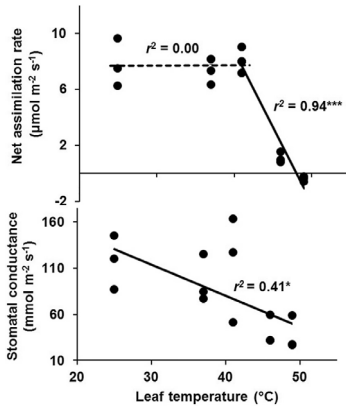 10
6
2
-2
Net assimilation rate
(µmol m⁻² s⁻¹)
r² = 0.00
r² = 0.94***
160
110
60
10
Stomatal conductance
(mmol m⁻² s⁻¹)
r² = 0.41*
20 30 40 50
Leaf temperature (°C)